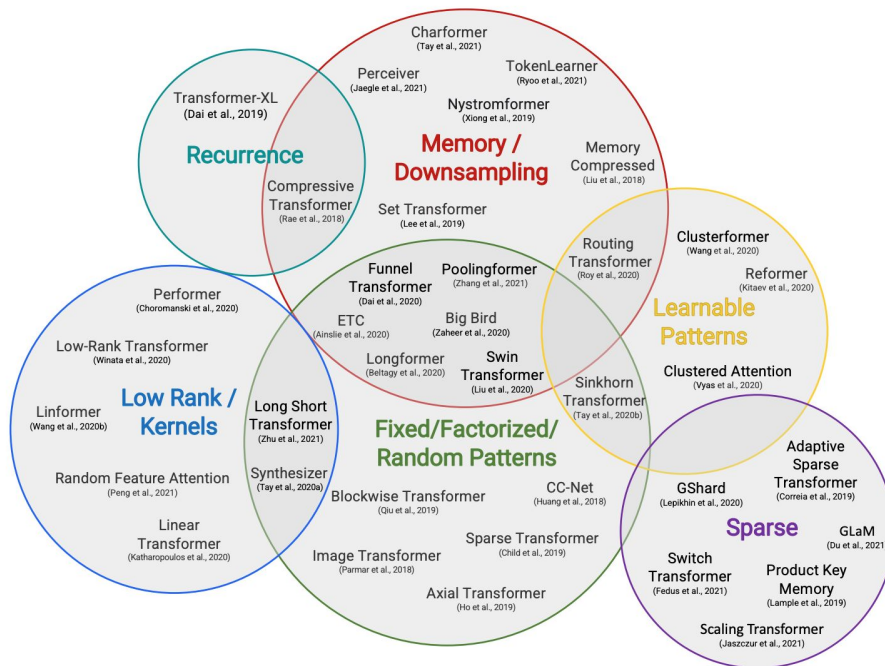 Charformer
(Tay et al., 2021)
Perceiver
(Jaegle et al., 2021)
TokenLearner
(Ryoo et al., 2021)
Nystromformer
(Xiong et al., 2019)
Transformer-XL
(Dai et al., 2019)
Recurrence
Memory /
Downsampling
Memory
Compressed
(Liu et al., 2018)
Compressive
Transformer
(Rae et al., 2018)
Set Transformer
(Lee et al., 2019)
Routing
Transformer
(Roy et al., 2020)
Clusterformer
(Wang et al., 2020)
Reformer
(Kitaev et al., 2020)
Learnable
Patterns
Funnel
Transformer
(Dai et al., 2020)
Poolingformer
(Zhang et al., 2021)
ETC
(Ainslie et al., 2020)
Big Bird
(Zaheer et al., 2020)
Longformer
(Beltagy et al., 2020)
Swin
Transformer
(Liu et al., 2020)
Sinkhorn
Transformer
(Tay et al., 2020b)
Clustered Attention
(Vyas et al., 2020)
Performer
(Choromanski et al., 2020)
Low-Rank Transformer
(Winata et al., 2020)
Linformer
(Wang et al., 2020b)
Low Rank /
Kernels
Long Short
Transformer
(Zhu et al., 2021)
Synthesizer
(Tay et al., 2020a)
Random Feature Attention
(Peng et al., 2021)
Linear
Transformer
(Katharopoulos et al., 2020)
Fixed/Factorized/
Random Patterns
Blockwise Transformer
(Qiu et al., 2019)
CC-Net
(Huang et al., 2018)
Sparse Transformer
(Child et al., 2019)
Image Transformer
(Parmar et al., 2018)
Axial Transformer
(Ho et al., 2019)
Adaptive
Sparse
Transformer
(Correia et al., 2019)
GShard
(Lepikhin et al., 2020)
Sparse
GLaM
(Du et al., 2021
Switch
Transformer
(Fedus et al., 2021)
Product Key
Memory
(Lample et al., 2019)
Scaling Transformer
(Jaszczur et al., 2021)